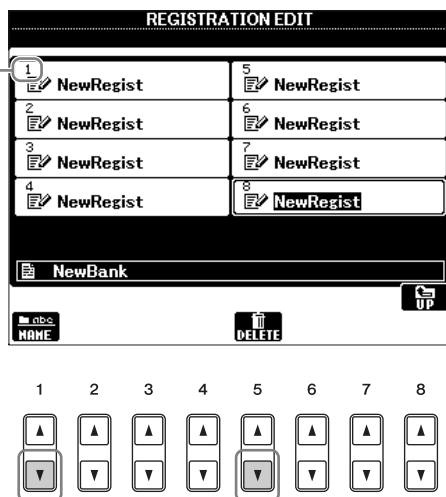 REGISTRATION EDIT
1 NewRegist
5 NewRegist
2 NewRegist
6 NewRegist
3 NewRegist
7 NewRegist
4 NewRegist
8 NewRegist
NewBank
UP
abc
NAME
DELETE
1 2 3 4 5 6 7 8